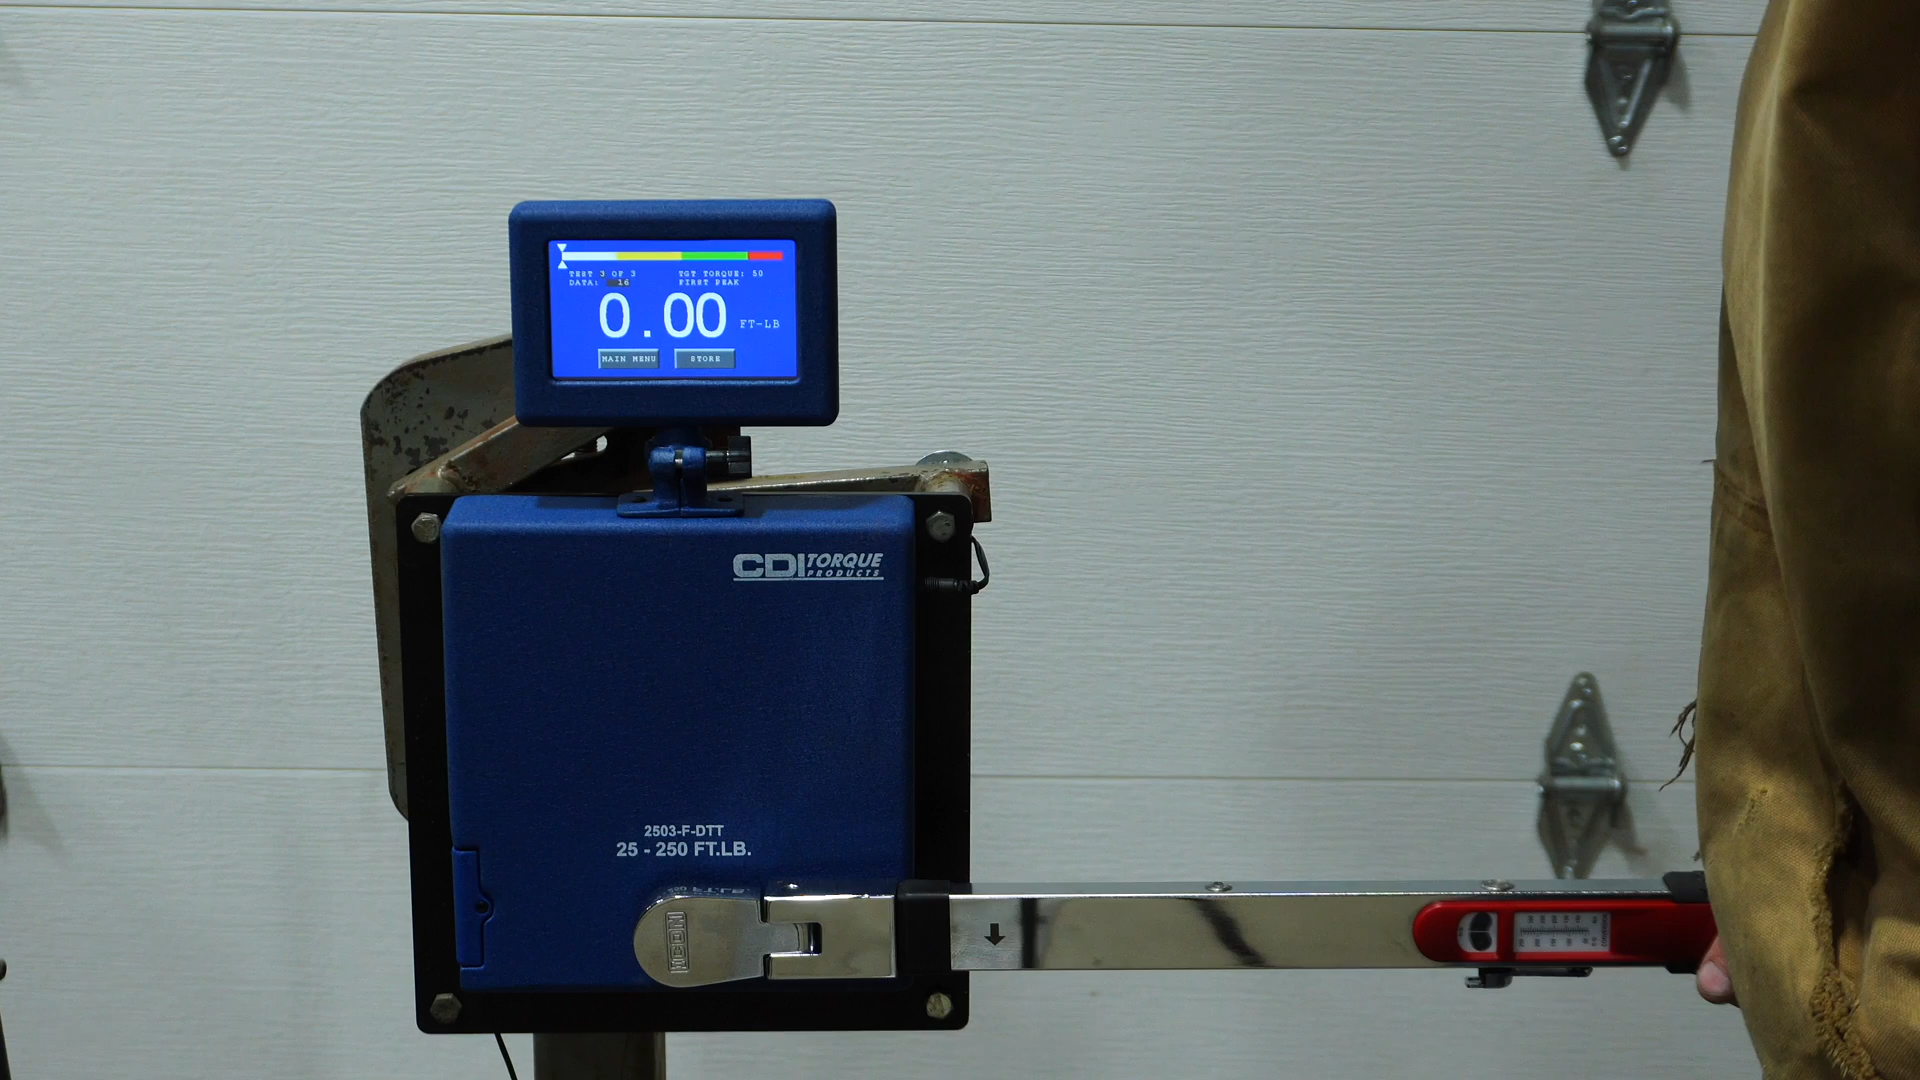 TEST 3 OF 3
TGT TORQUE: 50
DATA: 16
FIRST PEAK
0.00 FT-LB
MAIN MENU
STORE
CDI TORQUE
PRODUCTS
2503-F-DTT
25 - 250 FT.LB.
ICON